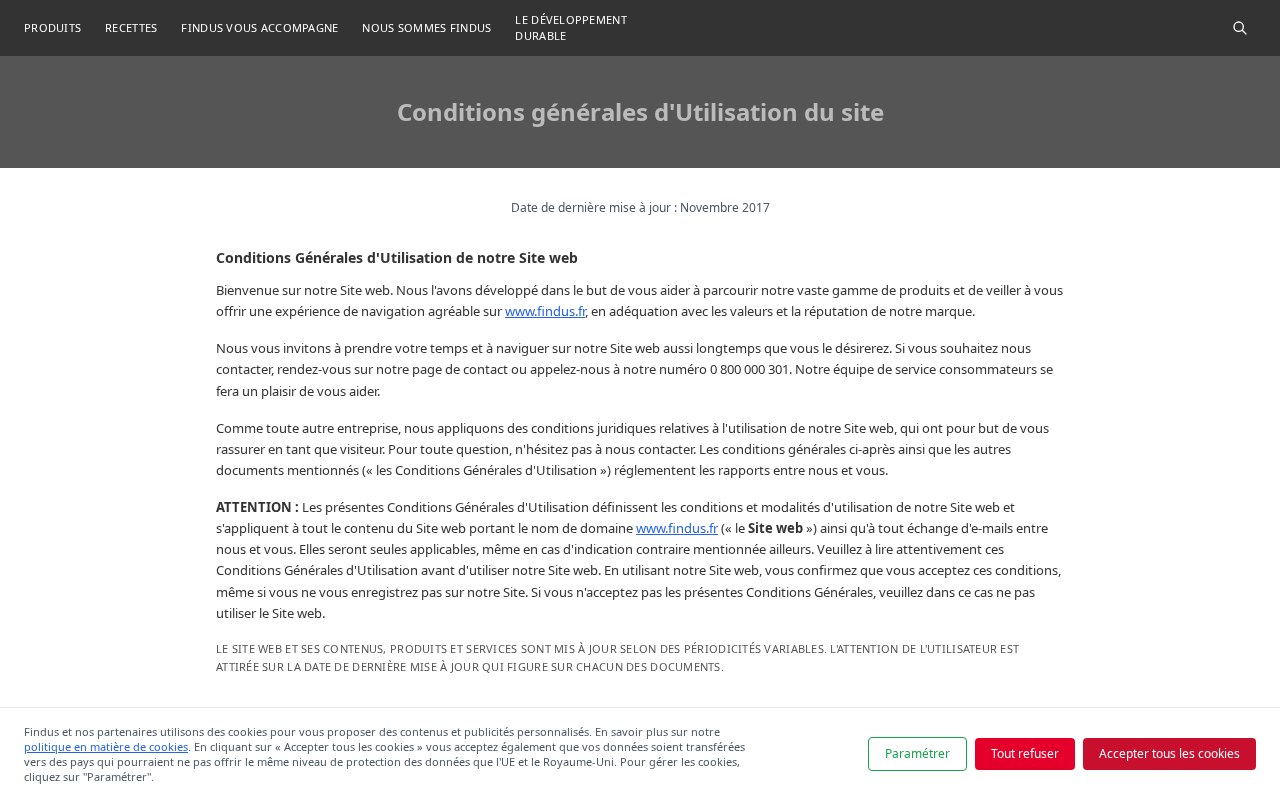 PRODUITS RECETTES FINDUS VOUS ACCOMPAGNE NOUS SOMMES FINDUS LE DÉVELOPPEMENT
DURABLE
Conditions générales d'Utilisation du site
Date de dernière mise à jour : Novembre 2017
Conditions Générales d'Utilisation de notre Site web
Bienvenue sur notre Site web. Nous l'avons développé dans le but de vous aider à parcourir notre vaste gamme de produits et de veiller à vous
offrir une expérience de navigation agréable sur www.findus.fr, en adéquation avec les valeurs et la réputation de notre marque.
Nous vous invitons à prendre votre temps et à naviguer sur notre Site web aussi longtemps que vous le désirerez. Si vous souhaitez nous
contacter, rendez-vous sur notre page de contact ou appelez-nous à notre numéro 0 800 000 301. Notre équipe de service consommateurs se
fera un plaisir de vous aider.
Comme toute autre entreprise, nous appliquons des conditions juridiques relatives à l'utilisation de notre Site web, qui ont pour but de vous
rassurer en tant que visiteur. Pour toute question, n'hésitez pas à nous contacter. Les conditions générales ci-après ainsi que les autres
documents mentionnés (« les Conditions Générales d'Utilisation ») réglementent les rapports entre nous et vous.
ATTENTION : Les présentes Conditions Générales d'Utilisation définissent les conditions et modalités d'utilisation de notre Site web et
s'appliquent à tout le contenu du Site web portant le nom de domaine www.findus.fr (« le Site web ») ainsi qu'à tout échange d'e-mails entre
nous et vous. Elles seront seules applicables, même en cas d'indication contraire mentionnée ailleurs. Veuillez à lire attentivement ces
Conditions Générales d'Utilisation avant d'utiliser notre Site web. En utilisant notre Site web, vous confirmez que vous acceptez ces conditions,
même si vous ne vous enregistrez pas sur notre Site. Si vous n'acceptez pas les présentes Conditions Générales, veuillez dans ce cas ne pas
utiliser le Site web.
LE SITE WEB ET SES CONTENUS, PRODUITS ET SERVICES SONT MIS À JOUR SELON DES PÉRIODICITÉS VARIABLES. L'ATTENTION DE L'UTILISATEUR EST
ATTIRÉE SUR LA DATE DE DERNIÈRE MISE À JOUR QUI FIGURE SUR CHACUN DES DOCUMENTS.
Findus et nos partenaires utilisons des cookies pour vous proposer des contenus et publicités personnalisés. En savoir plus sur notre
politique en matière de cookies. En cliquant sur « Accepter tous les cookies » vous acceptez également que vos données soient transférées
vers des pays qui pourraient ne pas offrir le même niveau de protection des données que l'UE et le Royaume-Uni. Pour gérer les cookies,
cliquez sur "Paramétrer".
Paramétrer Tout refuser Accepter tous les cookies